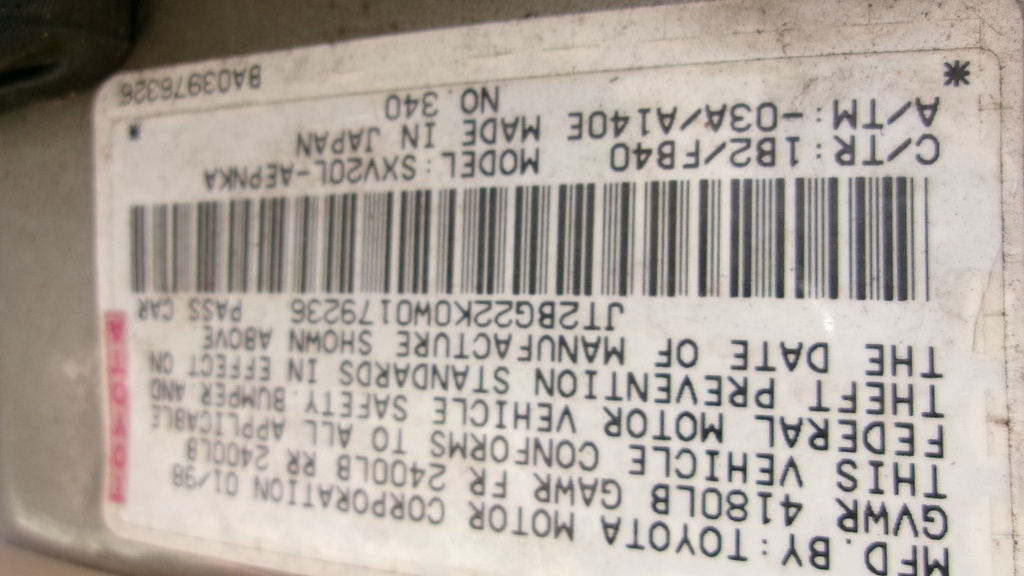 MFD. BY: TOYOTA MOTOR CORPORATION 01/98
GVWR 4180LB GAWR FR 2400LB RR 2400LB
THIS VEHICLE CONFORMS TO ALL APPLICABLE
FEDERAL MOTOR VEHICLE SAFETY. BUMPER. AND
THEFT PREVENTION STANDARDS IN EFFECT ON
THE DATE OF MANUFACTURE SHOWN ABOVE
JT2BG22K0W0179236 PASS CAR
C/TR: 1B2/FB40 MODEL: SXV20L-AEPNKA
A/TM: -03A/A140E MADE IN JAPAN
NO. 340
BA03976326
TOYOTA